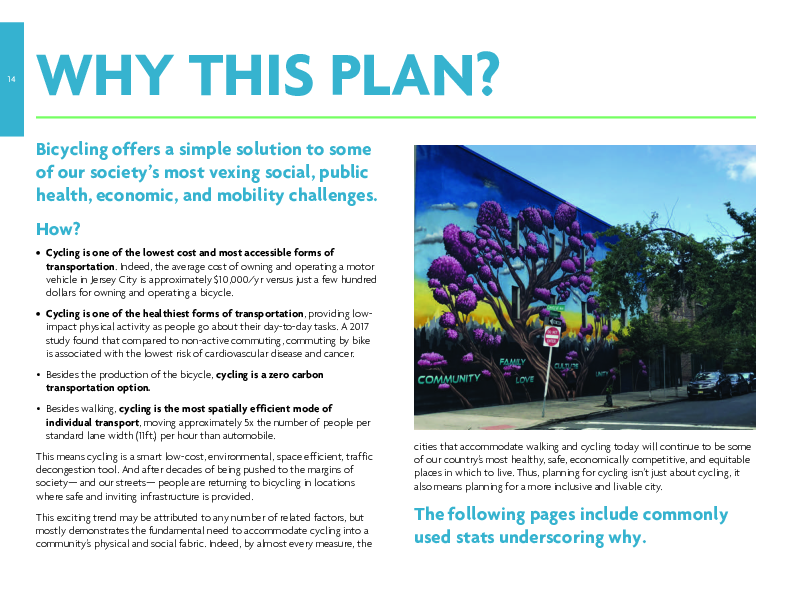 14
WHY THIS PLAN?
Bicycling offers a simple solution to some
of our society's most vexing social, public
health, economic, and mobility challenges.
How?
• Cycling is one of the lowest cost and most accessible forms of
transportation. Indeed, the average cost of owning and operating a motor
vehicle in Jersey City is approximately $10,000/yr versus just a few hundred
dollars for owning and operating a bicycle.
• Cycling is one of the healthiest forms of transportation, providing low-
impact physical activity as people go about their day-to-day tasks. A 2017
study found that compared to non-active commuting, commuting by bike
is associated with the lowest risk of cardiovascular disease and cancer.
• Besides the production of the bicycle, cycling is a zero carbon
transportation option.
• Besides walking, cycling is the most spatially efficient mode of
individual transport, moving approximately 5x the number of people per
standard lane width (11ft.) per hour than automobile.
This means cycling is a smart low-cost, environmental, space efficient, traffic
decongestion tool. And after decades of being pushed to the margins of
society— and our streets— people are returning to bicycling in locations
where safe and inviting infrastructure is provided.
This exciting trend may be attributed to any number of related factors, but
mostly demonstrates the fundamental need to accommodate cycling into a
community's physical and social fabric. Indeed, by almost every measure, the
COMMUNITY
FAMILY
LOVE
CULTURE
UNITY
cities that accommodate walking and cycling today will continue to be some
of our country's most healthy, safe, economically competitive, and equitable
places in which to live. Thus, planning for cycling isn't just about cycling, it
also means planning for a more inclusive and livable city.
The following pages include commonly
used stats underscoring why.